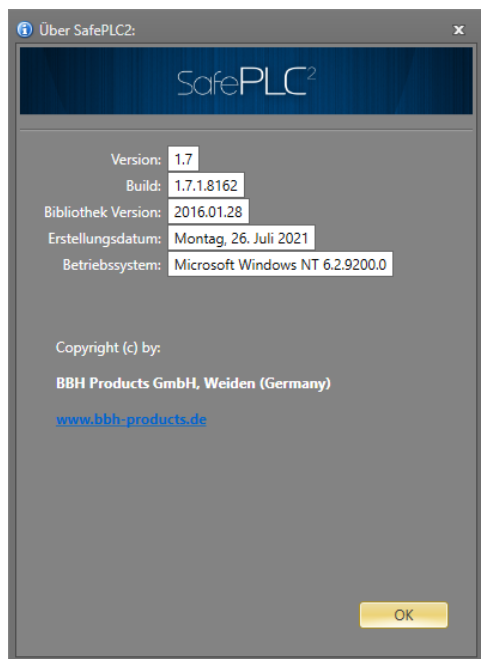 Über SafePLC2:
x
SafePLC²
Version: 1.7
Build: 1.7.1.8162
Bibliothek Version: 2016.01.28
Erstellungsdatum: Montag, 26. Juli 2021
Betriebssystem: Microsoft Windows NT 6.2.9200.0
Copyright (c) by:
BBH Products GmbH, Weiden (Germany)
www.bbh-products.de
OK